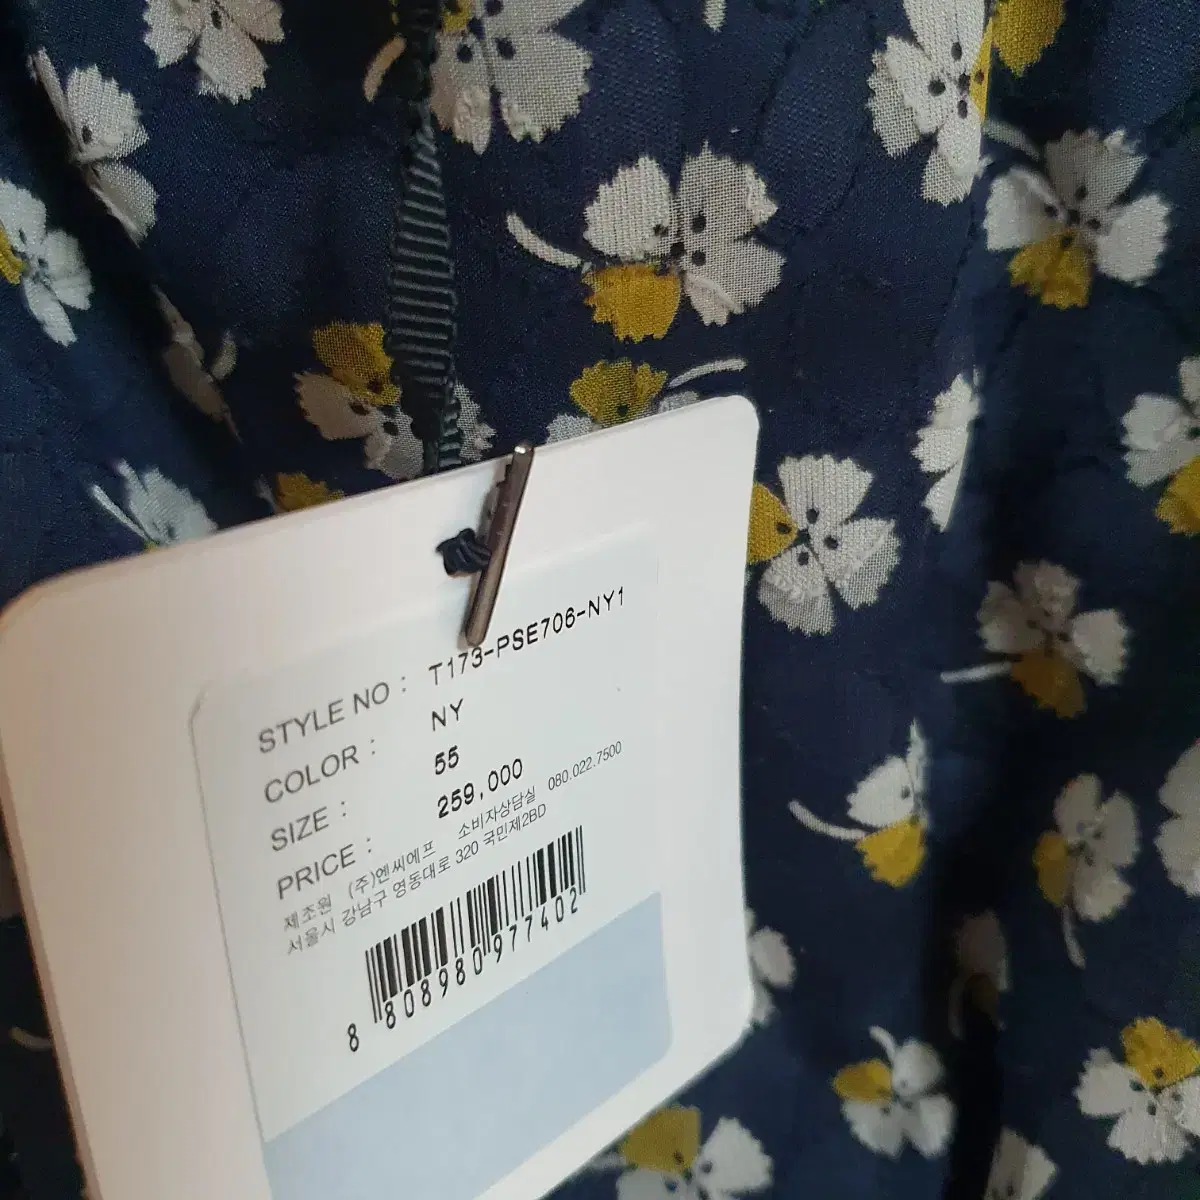 STYLE NO : T173-PSE706-NY1
COLOR : NY
SIZE : 55
PRICE : 259,000
제조원 (주)엔씨에프 소비자상담실 080.022.7500
서울시 강남구 영동대로 320 국민제2BD
8 808980 977402